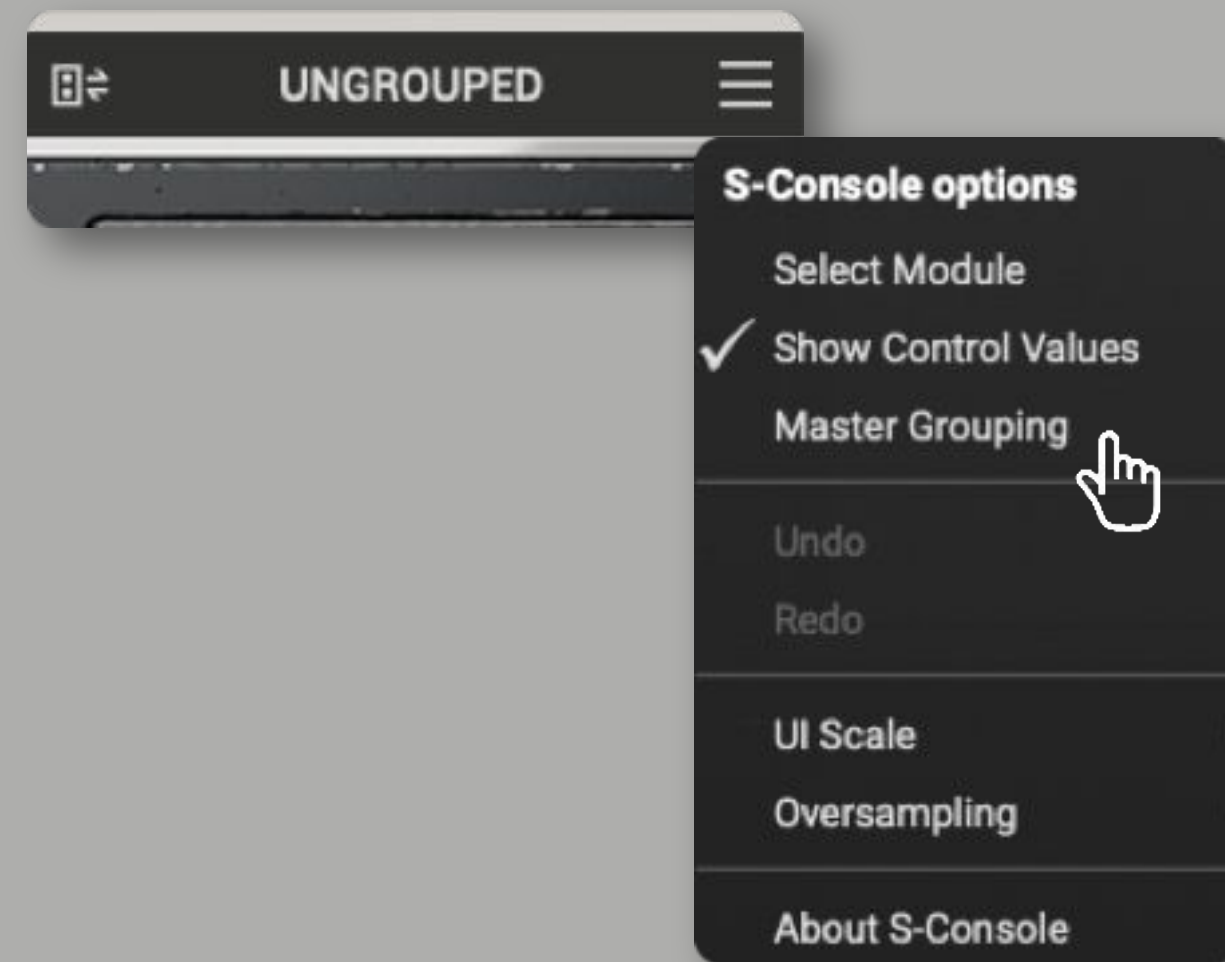 UNGROUPED
S-Console options
Select Module
Show Control Values
Master Grouping
Undo
Redo
UI Scale
Oversampling
About S-Console